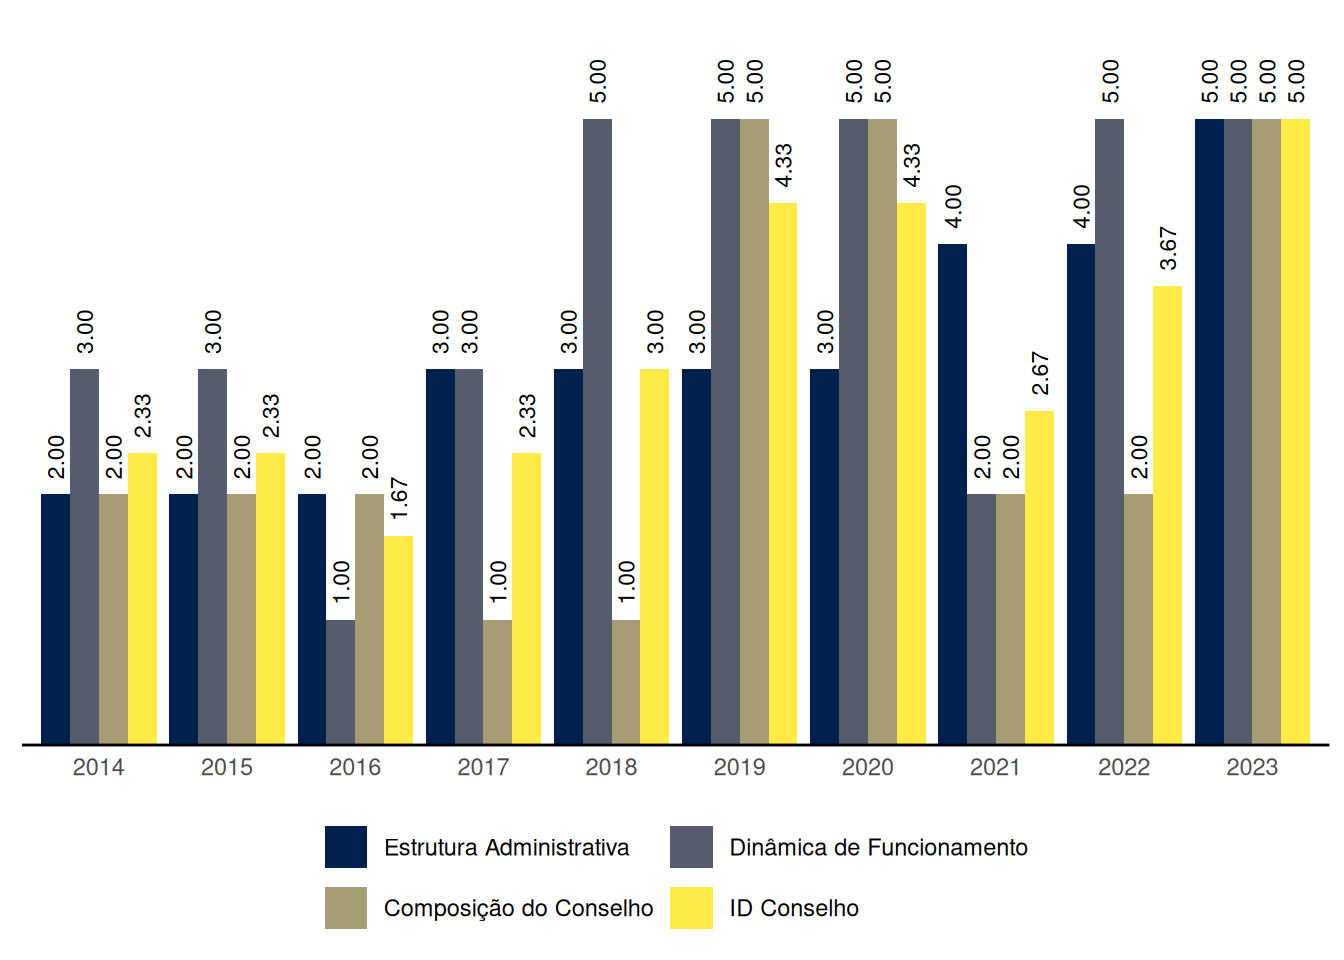 2.00 3.00 2.00 2.33 2.00 3.00 2.00 2.33 2.00 1.00 2.00 1.67 3.00 3.00 1.00 2.33 3.00 5.00 1.00 3.00 3.00 5.00 5.00 4.33 3.00 5.00 5.00 4.33 4.00 2.00 2.00 2.67 4.00 5.00 2.00 3.67 5.00 5.00 5.00 5.00
2014 2015 2016 2017 2018 2019 2020 2021 2022 2023
Estrutura Administrativa Dinâmica de Funcionamento
Composição do Conselho ID Conselho